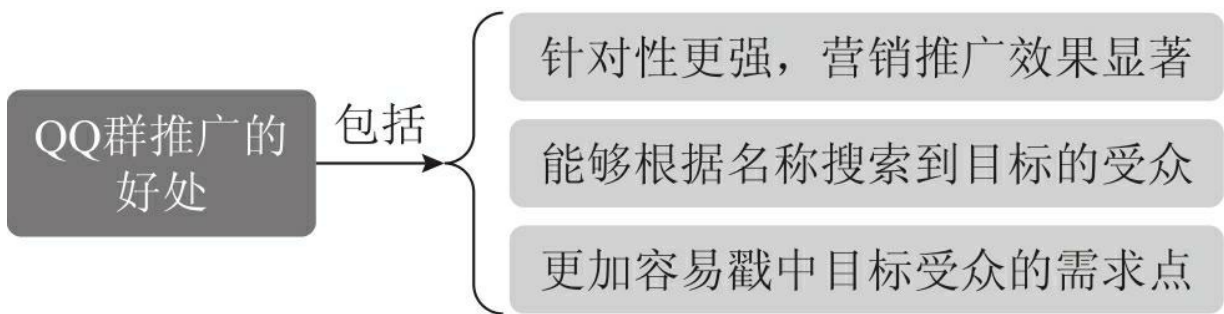 QQ群推广的
好处
包括
针对性更强，营销推广效果显著
能够根据名称搜索到目标的受众
更加容易戳中目标受众的需求点